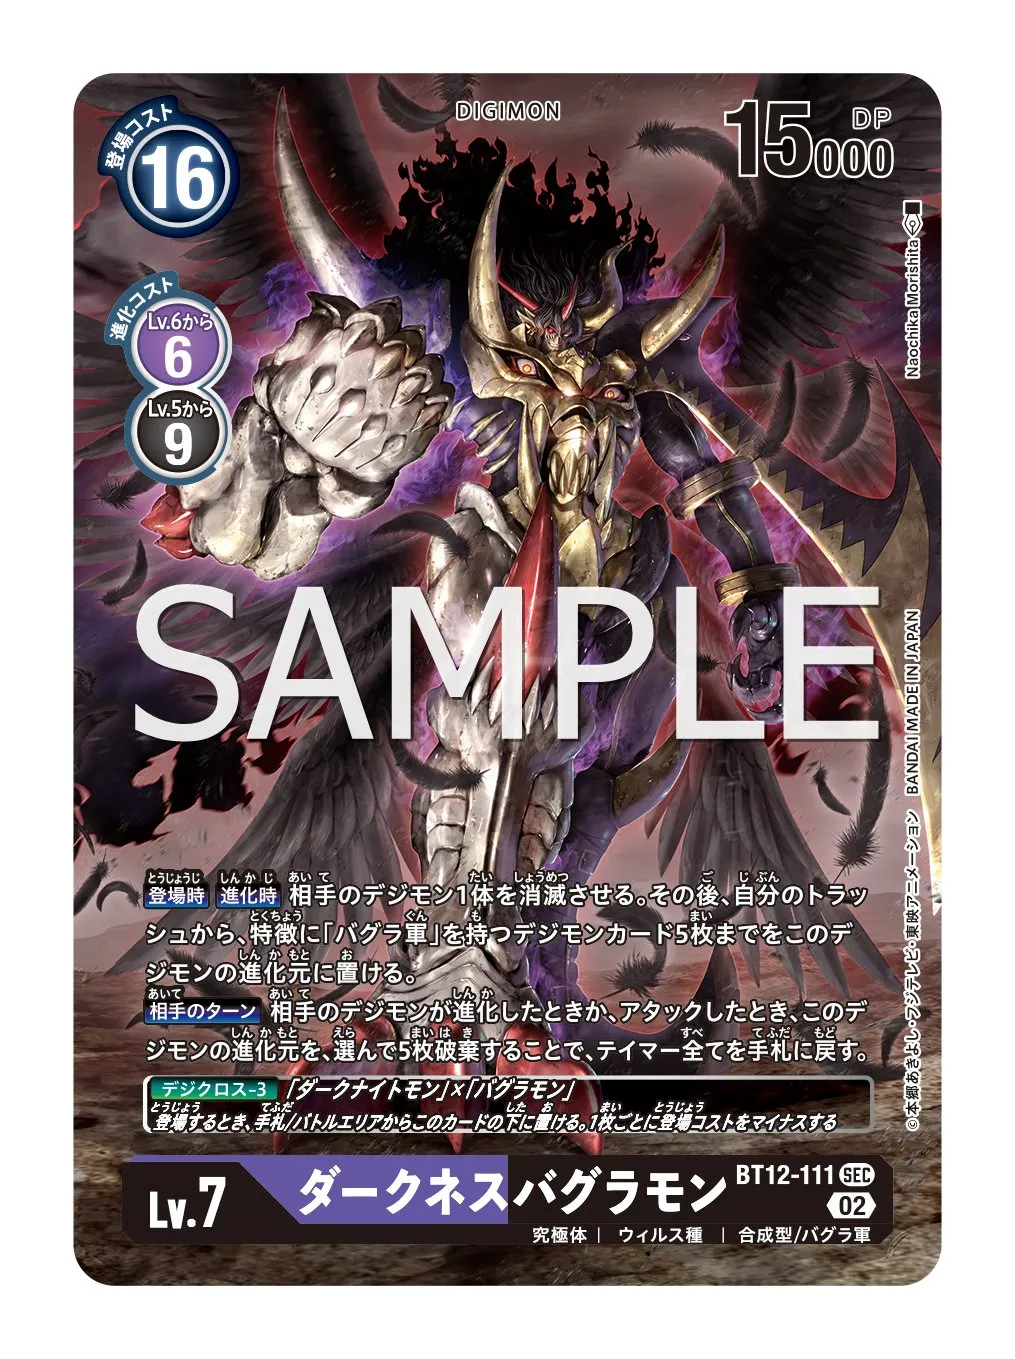 DIGIMON
登場コスト
16
15000
DP
進化コスト
Lv.6から
6
Lv.5から
9
Naochika Morishita
SAMPLE
©本郷あきよし・フジテレビ・東映アニメーション BANDAI MADE IN JAPAN
登場時 進化時 相手のデジモン1体を消滅させる。その後、自分のトラッ
シュから、特徴に「バグラ軍」を持つデジモンカード5枚までをこのデ
ジモンの進化元に置ける。
相手のターン 相手のデジモンが進化したときか、アタックしたとき、このデ
ジモンの進化元を、選んで5枚破棄することで、テイマー全てを手札に戻す。
デジクロス-3 「ダークナイトモン」×「バグラモン」
登場するとき、手札/バトルエリアからこのカードの下に置ける。1枚ごとに登場コストをマイナスする
Lv.7
ダークネスバグラモン
BT12-111 SEC
02
究極体 | ウィルス種 | 合成型/バグラ軍